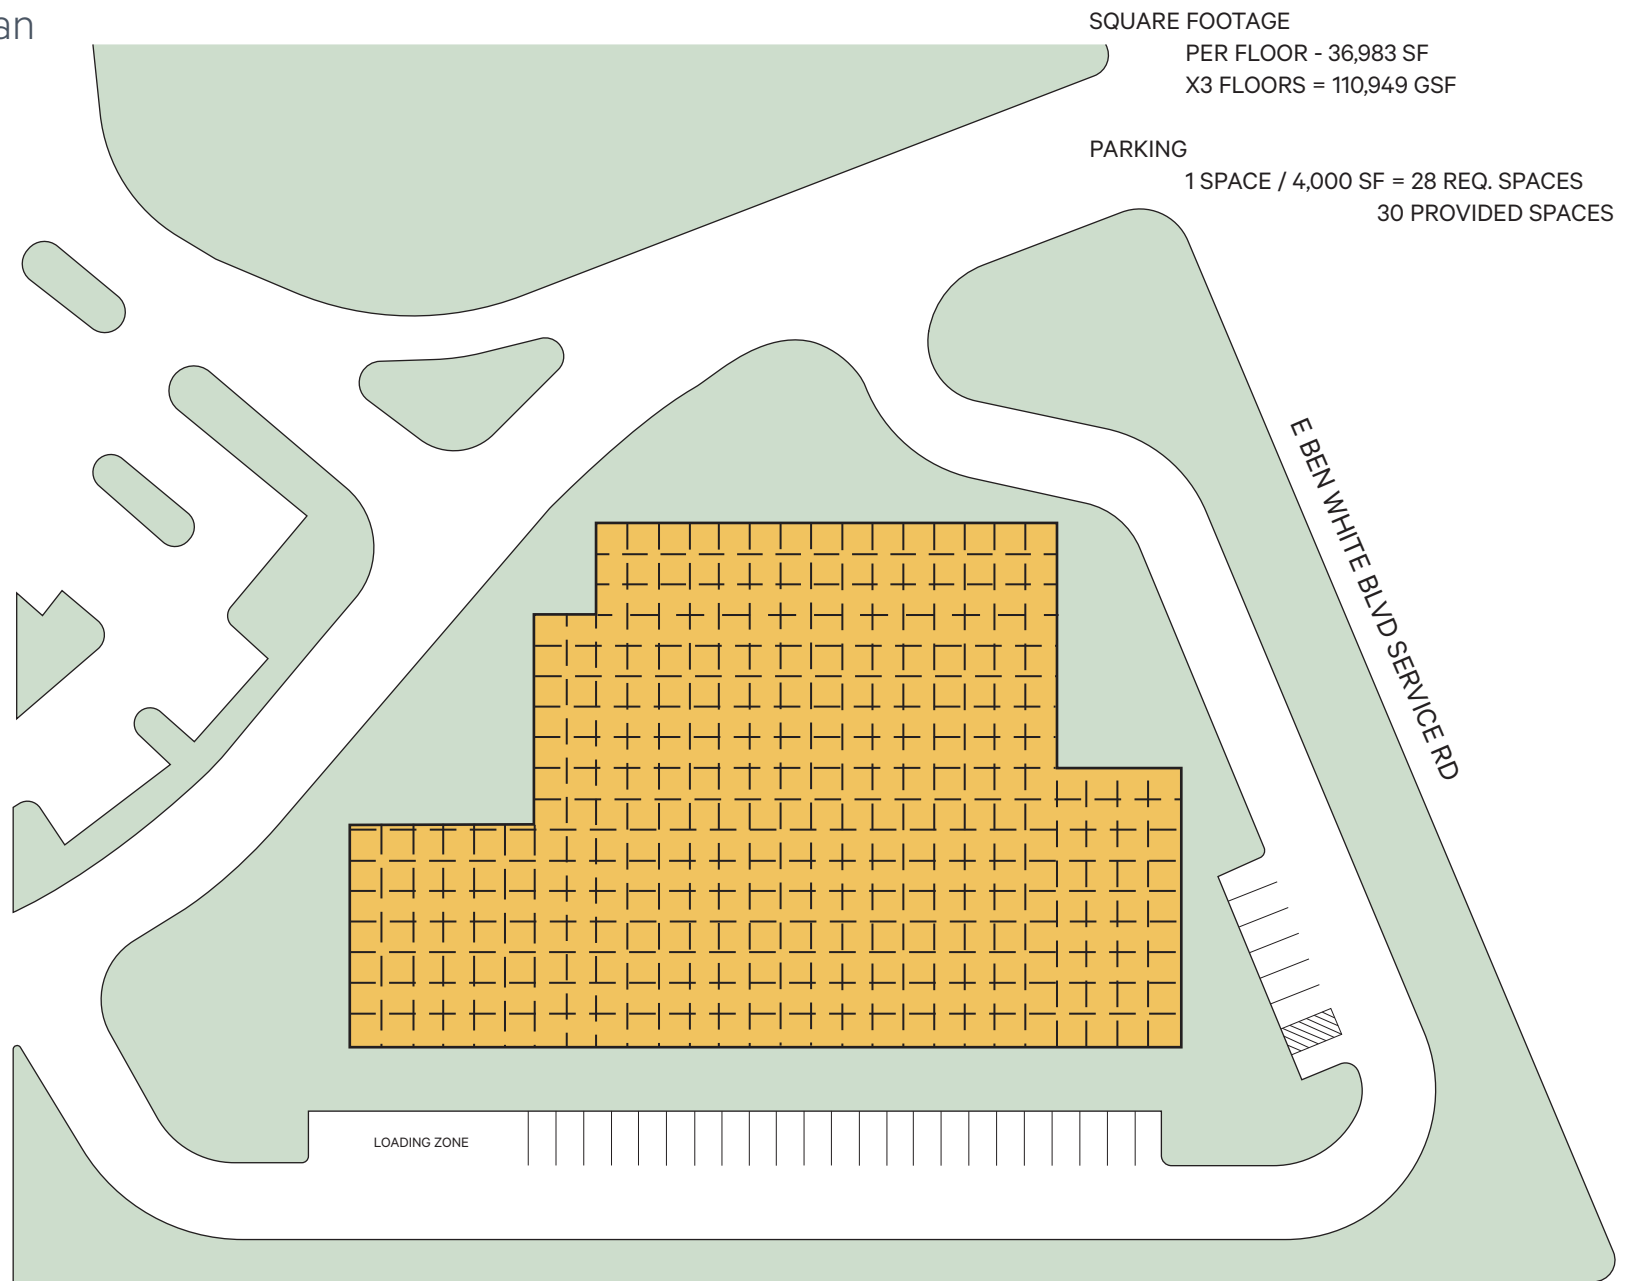 an
SQUARE FOOTAGE
PER FLOOR - 36,983 SF
X3 FLOORS = 110,949 GSF
PARKING
1 SPACE / 4,000 SF = 28 REQ. SPACES
30 PROVIDED SPACES
E BEN WHITE BLVD SERVICE RD
LOADING ZONE